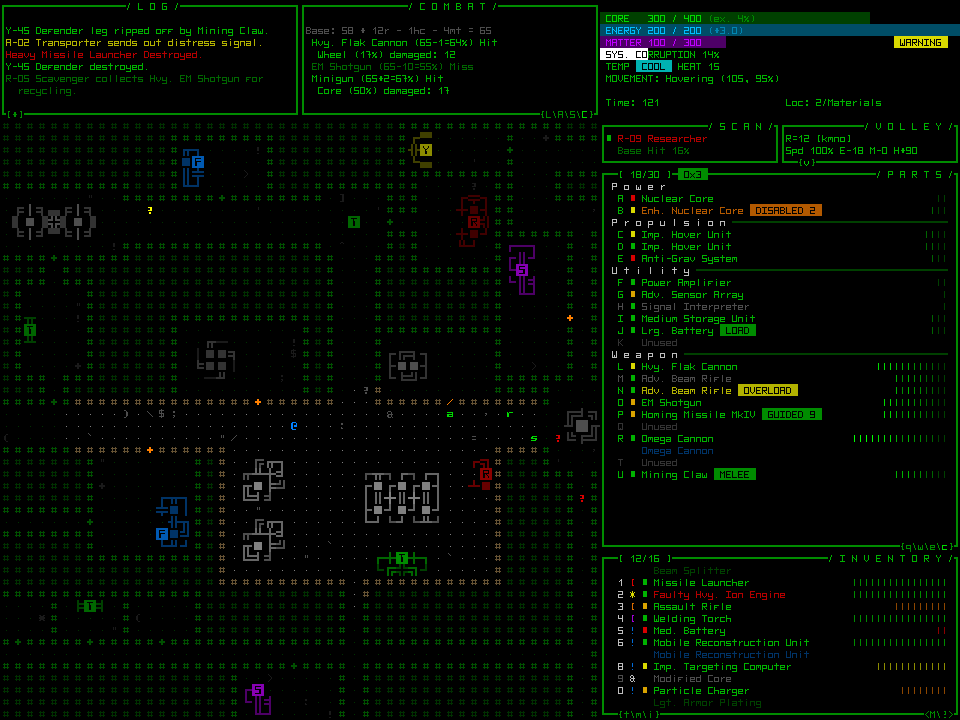 / L O G /
Y-45 Defender leg ripped off by Mining Claw.
A-02 Transporter sends out distress signal.
Heavy Missile Launcher Destroyed.
Y-45 Defender destroyed.
R-05 Scavenger collects Hvy. EM Shotgun for
recycling.
/ C O M B A T /
Base: 58 + 12r - 1hc - 4mt = 65
Hvy. Flak Cannon (65-1=64%) Hit
Wheel (17%) damaged: 12
EM Shotgun (65-10=55%) Miss
Minigun (65+2=67%) Hit
Core (50%) damaged: 17
(L\A\S\C)
CORE 300 / 400 (ex. 4%)
ENERGY 200 / 200 (+3.0)
MATTER 100 / 300
WARNING
SYS. CORRUPTION 14%
TEMP COOL HEAT 15
MOVEMENT: Hovering (105, 95%)
Time: 121
Loc: 2/Materials
/ S C A N /
R-09 Researcher
Base Hit 16%
/ V O L L E Y /
R=12 [kmno]
Spd 100% E-18 M-0 H+90
(v)
[ 18/30 ] 0x3
/ P A R T S /
Power
A Nuclear Core
B Enh. Nuclear Core DISABLED 2
Propulsion
C Imp. Hover Unit
D Imp. Hover Unit
E Anti-Grav System
Utility
F Power Amplifier
G Adv. Sensor Array
H Signal Interpreter
I Medium Storage Unit
J Lrg. Battery LOAD
K Unused
Weapon
L Hvy. Flak Cannon
M Adv. Beam Rifle
N Adv. Beam Rifle OVERLOAD
O EM Shotgun
P Homing Missile MkIV GUIDED 9
Q Unused
R Omega Cannon
Omega Cannon
T Unused
U Mining Claw MELEE
(q\w\e\c)
[ 12/16 ]
/ I N V E N T O R Y /
Beam Splitter
1 [ Missile Launcher
2 * Faulty Hvy. Ion Engine
3 [ Assault Rifle
4 ( Welding Torch
5 ! Med. Battery
6 ! Mobile Reconstruction Unit
Mobile Reconstruction Unit
8 ! Imp. Targeting Computer
9 & Modified Core
0 ! Particle Charger
Lgt. Armor Plating
(t\m\i)
<M\?>